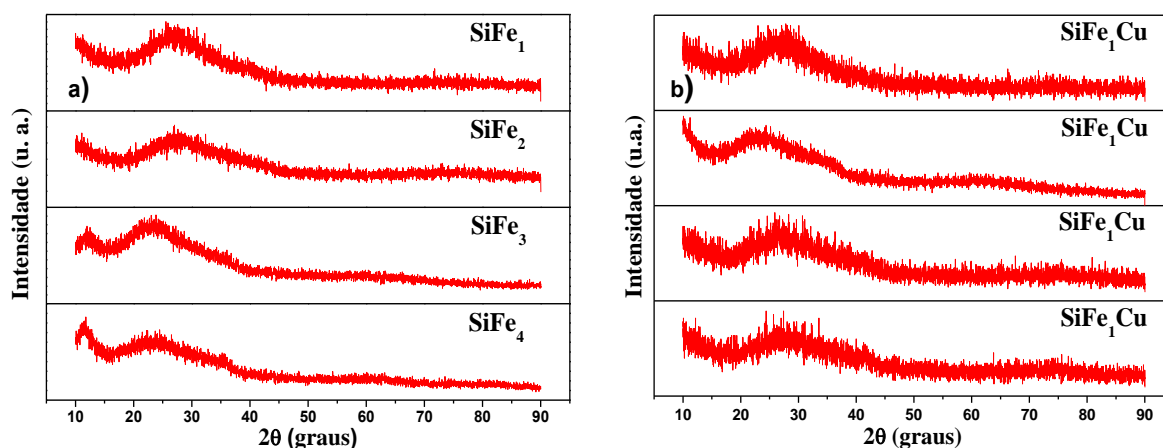 SiFe₁
a)
SiFe₂
SiFe₃
SiFe₄
Intensidade (u. a.)
10 20 30 40 50 60 70 80 90
2θ (graus)
SiFe₁Cu
b)
SiFe₁Cu
SiFe₁Cu
SiFe₁Cu
Intensidade (u.a.)
10 20 30 40 50 60 70 80 90
2θ (graus)